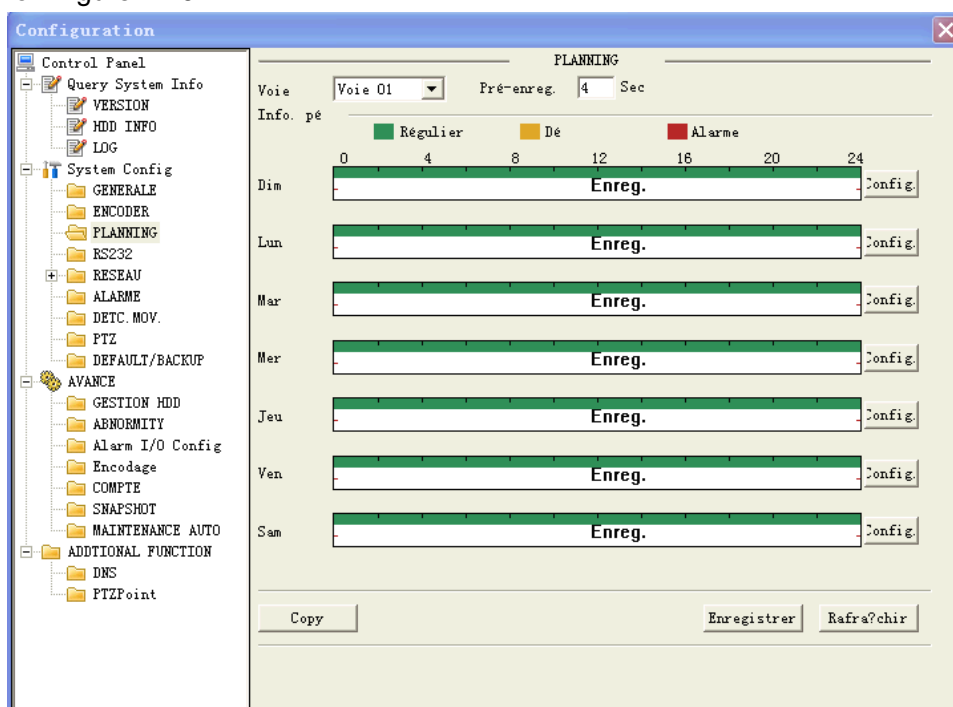 Configuration
Control Panel
Query System Info
VERSION
HDD INFO
LOG
System Config
GENERALE
ENCODER
PLANNING
RS232
RESEAU
ALARME
DETC. MOV.
PTZ
DEFAULT/BACKUP
AVANCE
GESTION HDD
ABNORMITY
Alarm I/O Config
Encodage
COMPTE
SNAPSHOT
MAINTENANCE AUTO
ADDTIONAL FUNCTION
DNS
PTZPoint
PLANNING
Voie Voie 01 Pré-enreg. 4 Sec
Info. pé
Régulier Dé Alarme
0 4 8 12 16 20 24
Dim Enreg. Config.
Lun Enreg. Config.
Mar Enreg. Config.
Mer Enreg. Config.
Jeu Enreg. Config.
Ven Enreg. Config.
Sam Enreg. Config.
Copy Enregistrer Rafra?chir